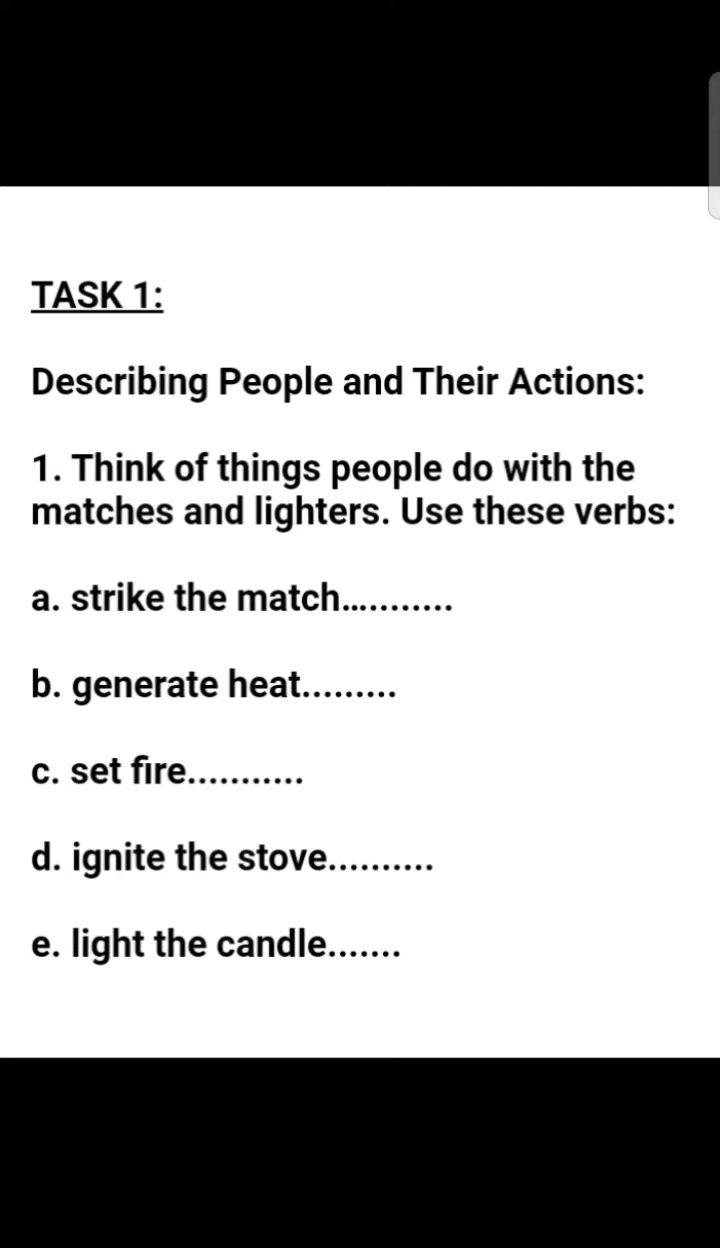 TASK 1:
Describing People and Their Actions:
1. Think of things people do with the
matches and lighters. Use these verbs:
a. strike the match...........
b. generate heat.........
c. set fire...........
d. ignite the stove..........
e. light the candle.......